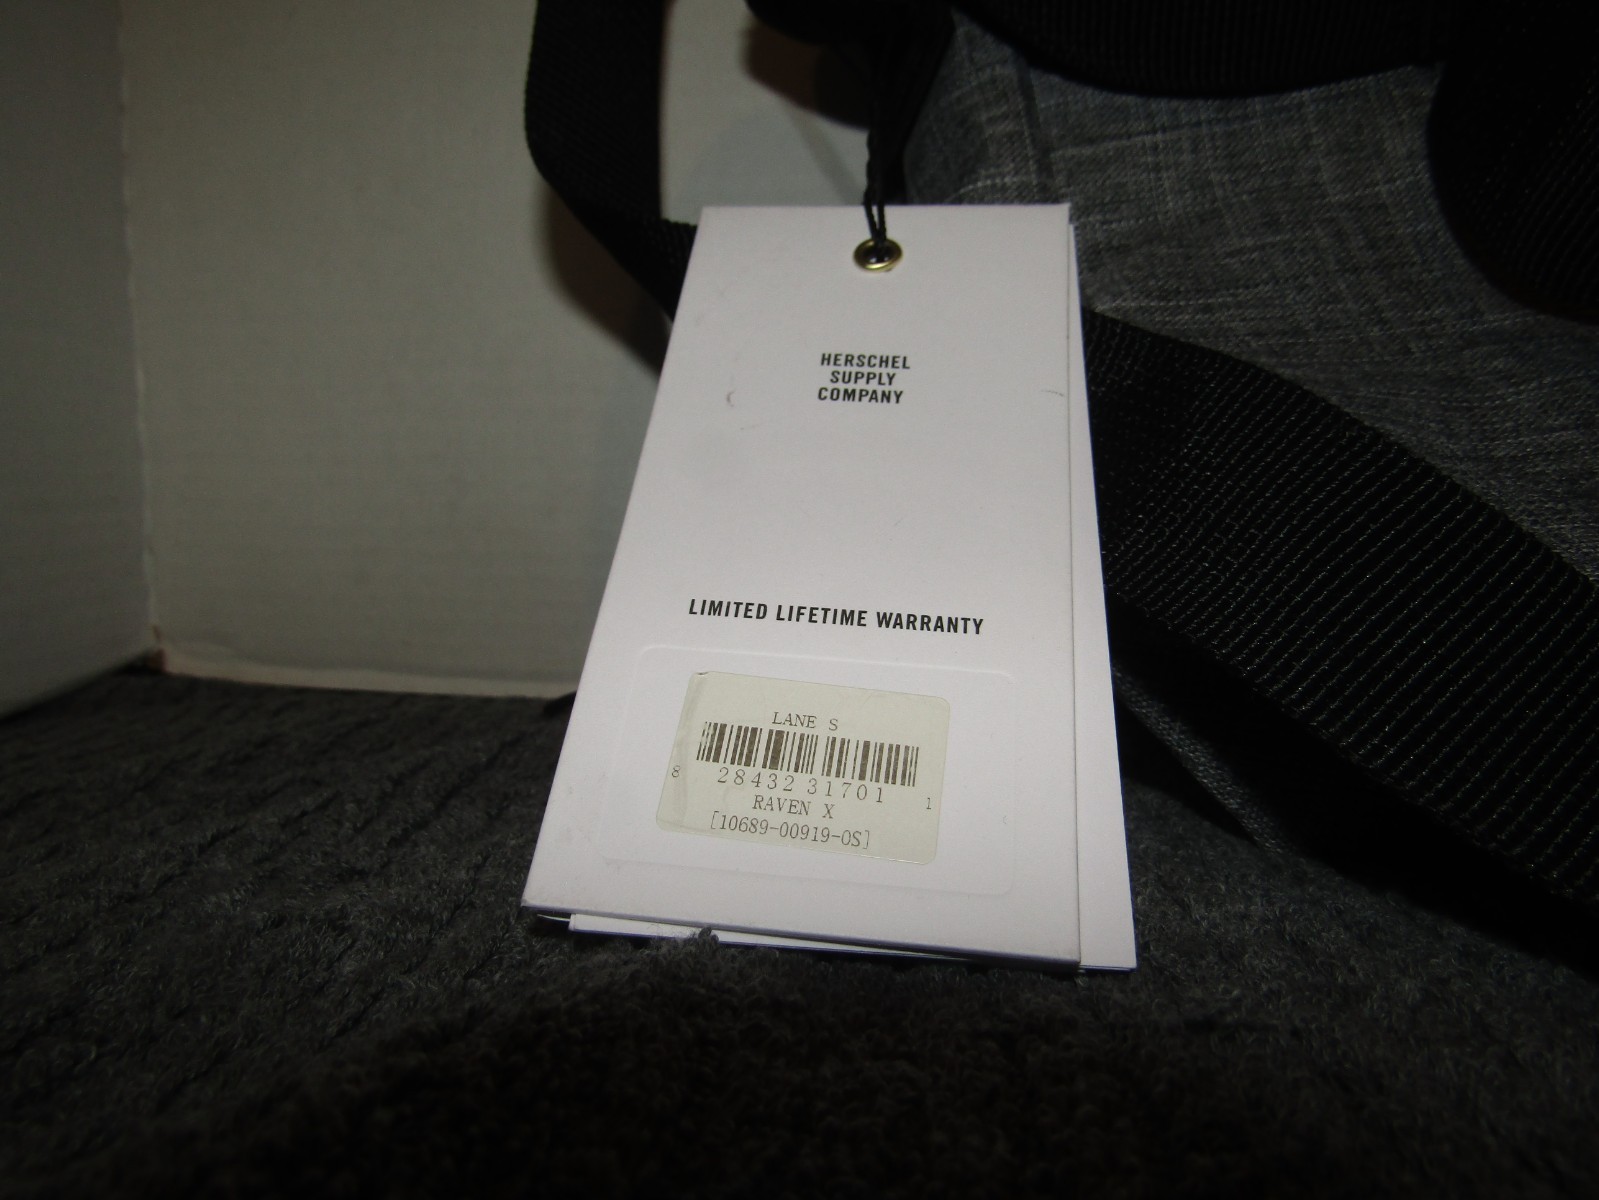 HERSCHEL
SUPPLY
COMPANY
LIMITED LIFETIME WARRANTY
LANE S
8 28432 31701 1
RAVEN X
[10689-00919-OS]